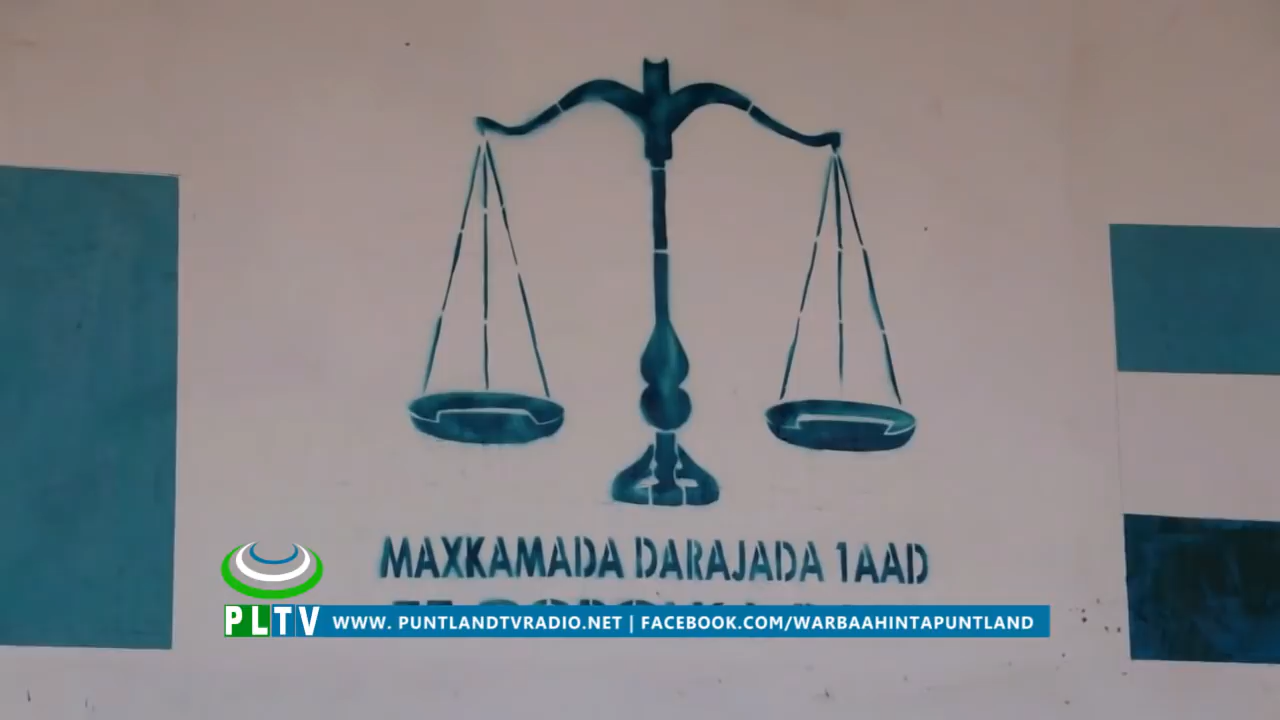 MAXKAMADA DARAJADA 1AAD
PLTV
WWW. PUNTLANDTVRADIO.NET | FACEBOOK.COM/WARBAAHINTAPUNTLAND